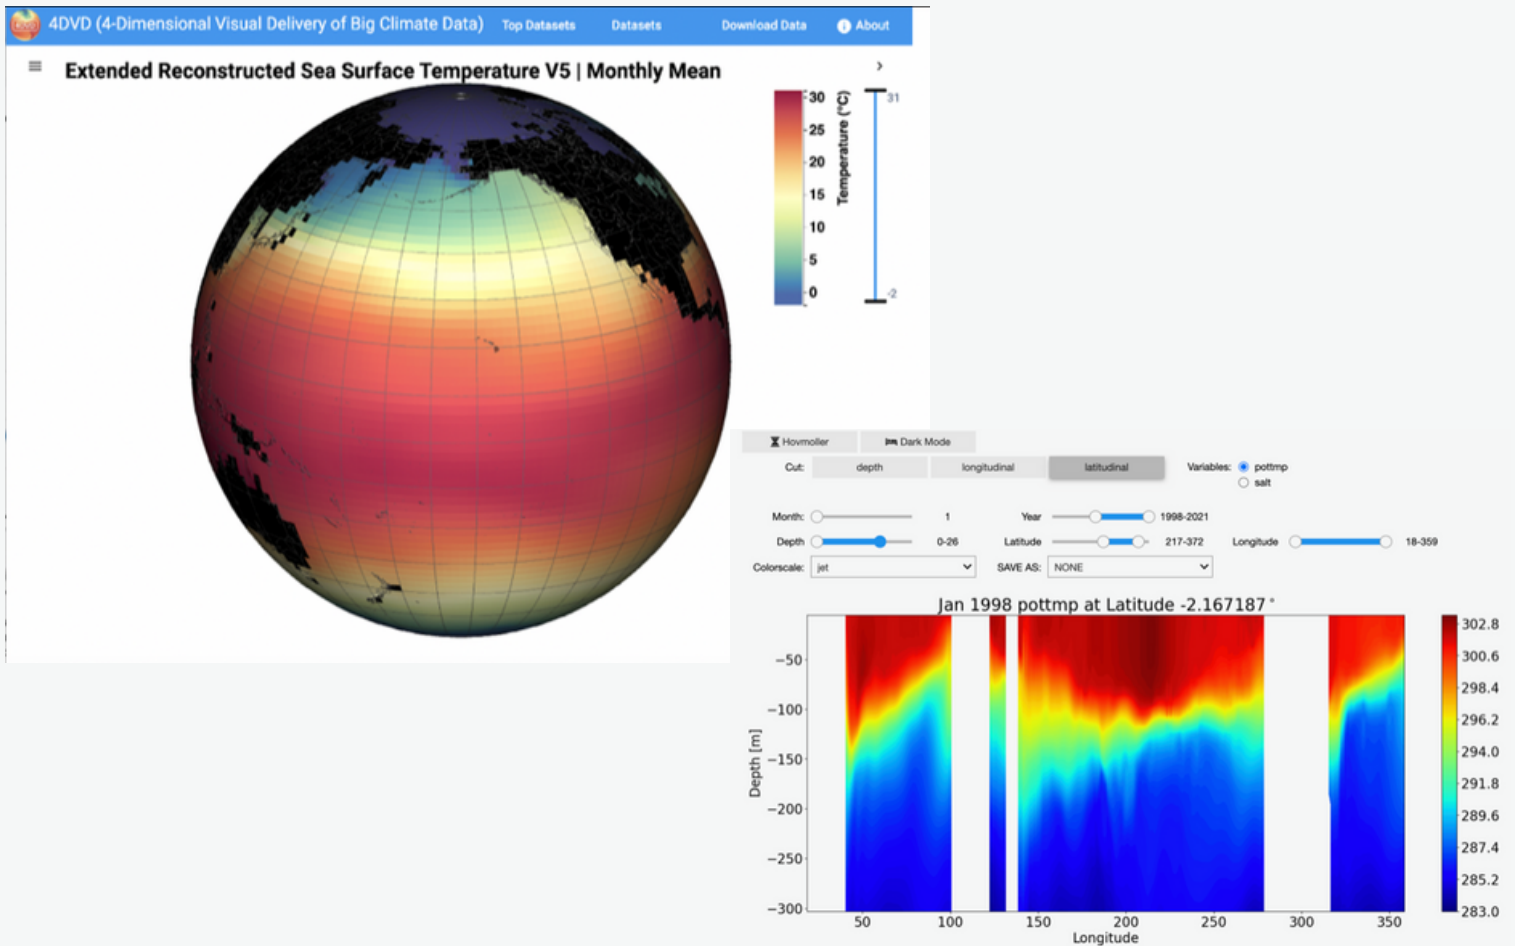 4DVD (4-Dimensional Visual Delivery of Big Climate Data) Top Datasets Datasets Download Data About
Extended Reconstructed Sea Surface Temperature V5 | Monthly Mean
30
25
20
15
10
5
0
Temperature (°C)
31
-2
Hovmoller Dark Mode
Cut: depth longitudinal latitudinal Variables: pottmp
salt
Month: 1 Year 1998-2021
Depth 0-26 Latitude 217-372 Longitude 18-359
Colorscale: jet SAVE AS: NONE
Jan 1998 pottmp at Latitude -2.167187°
−50
−100
−150
−200
−250
−300
Depth [m]
50 100 150 200 250 300 350
Longitude
302.8
300.6
298.4
296.2
294.0
291.8
289.6
287.4
285.2
283.0